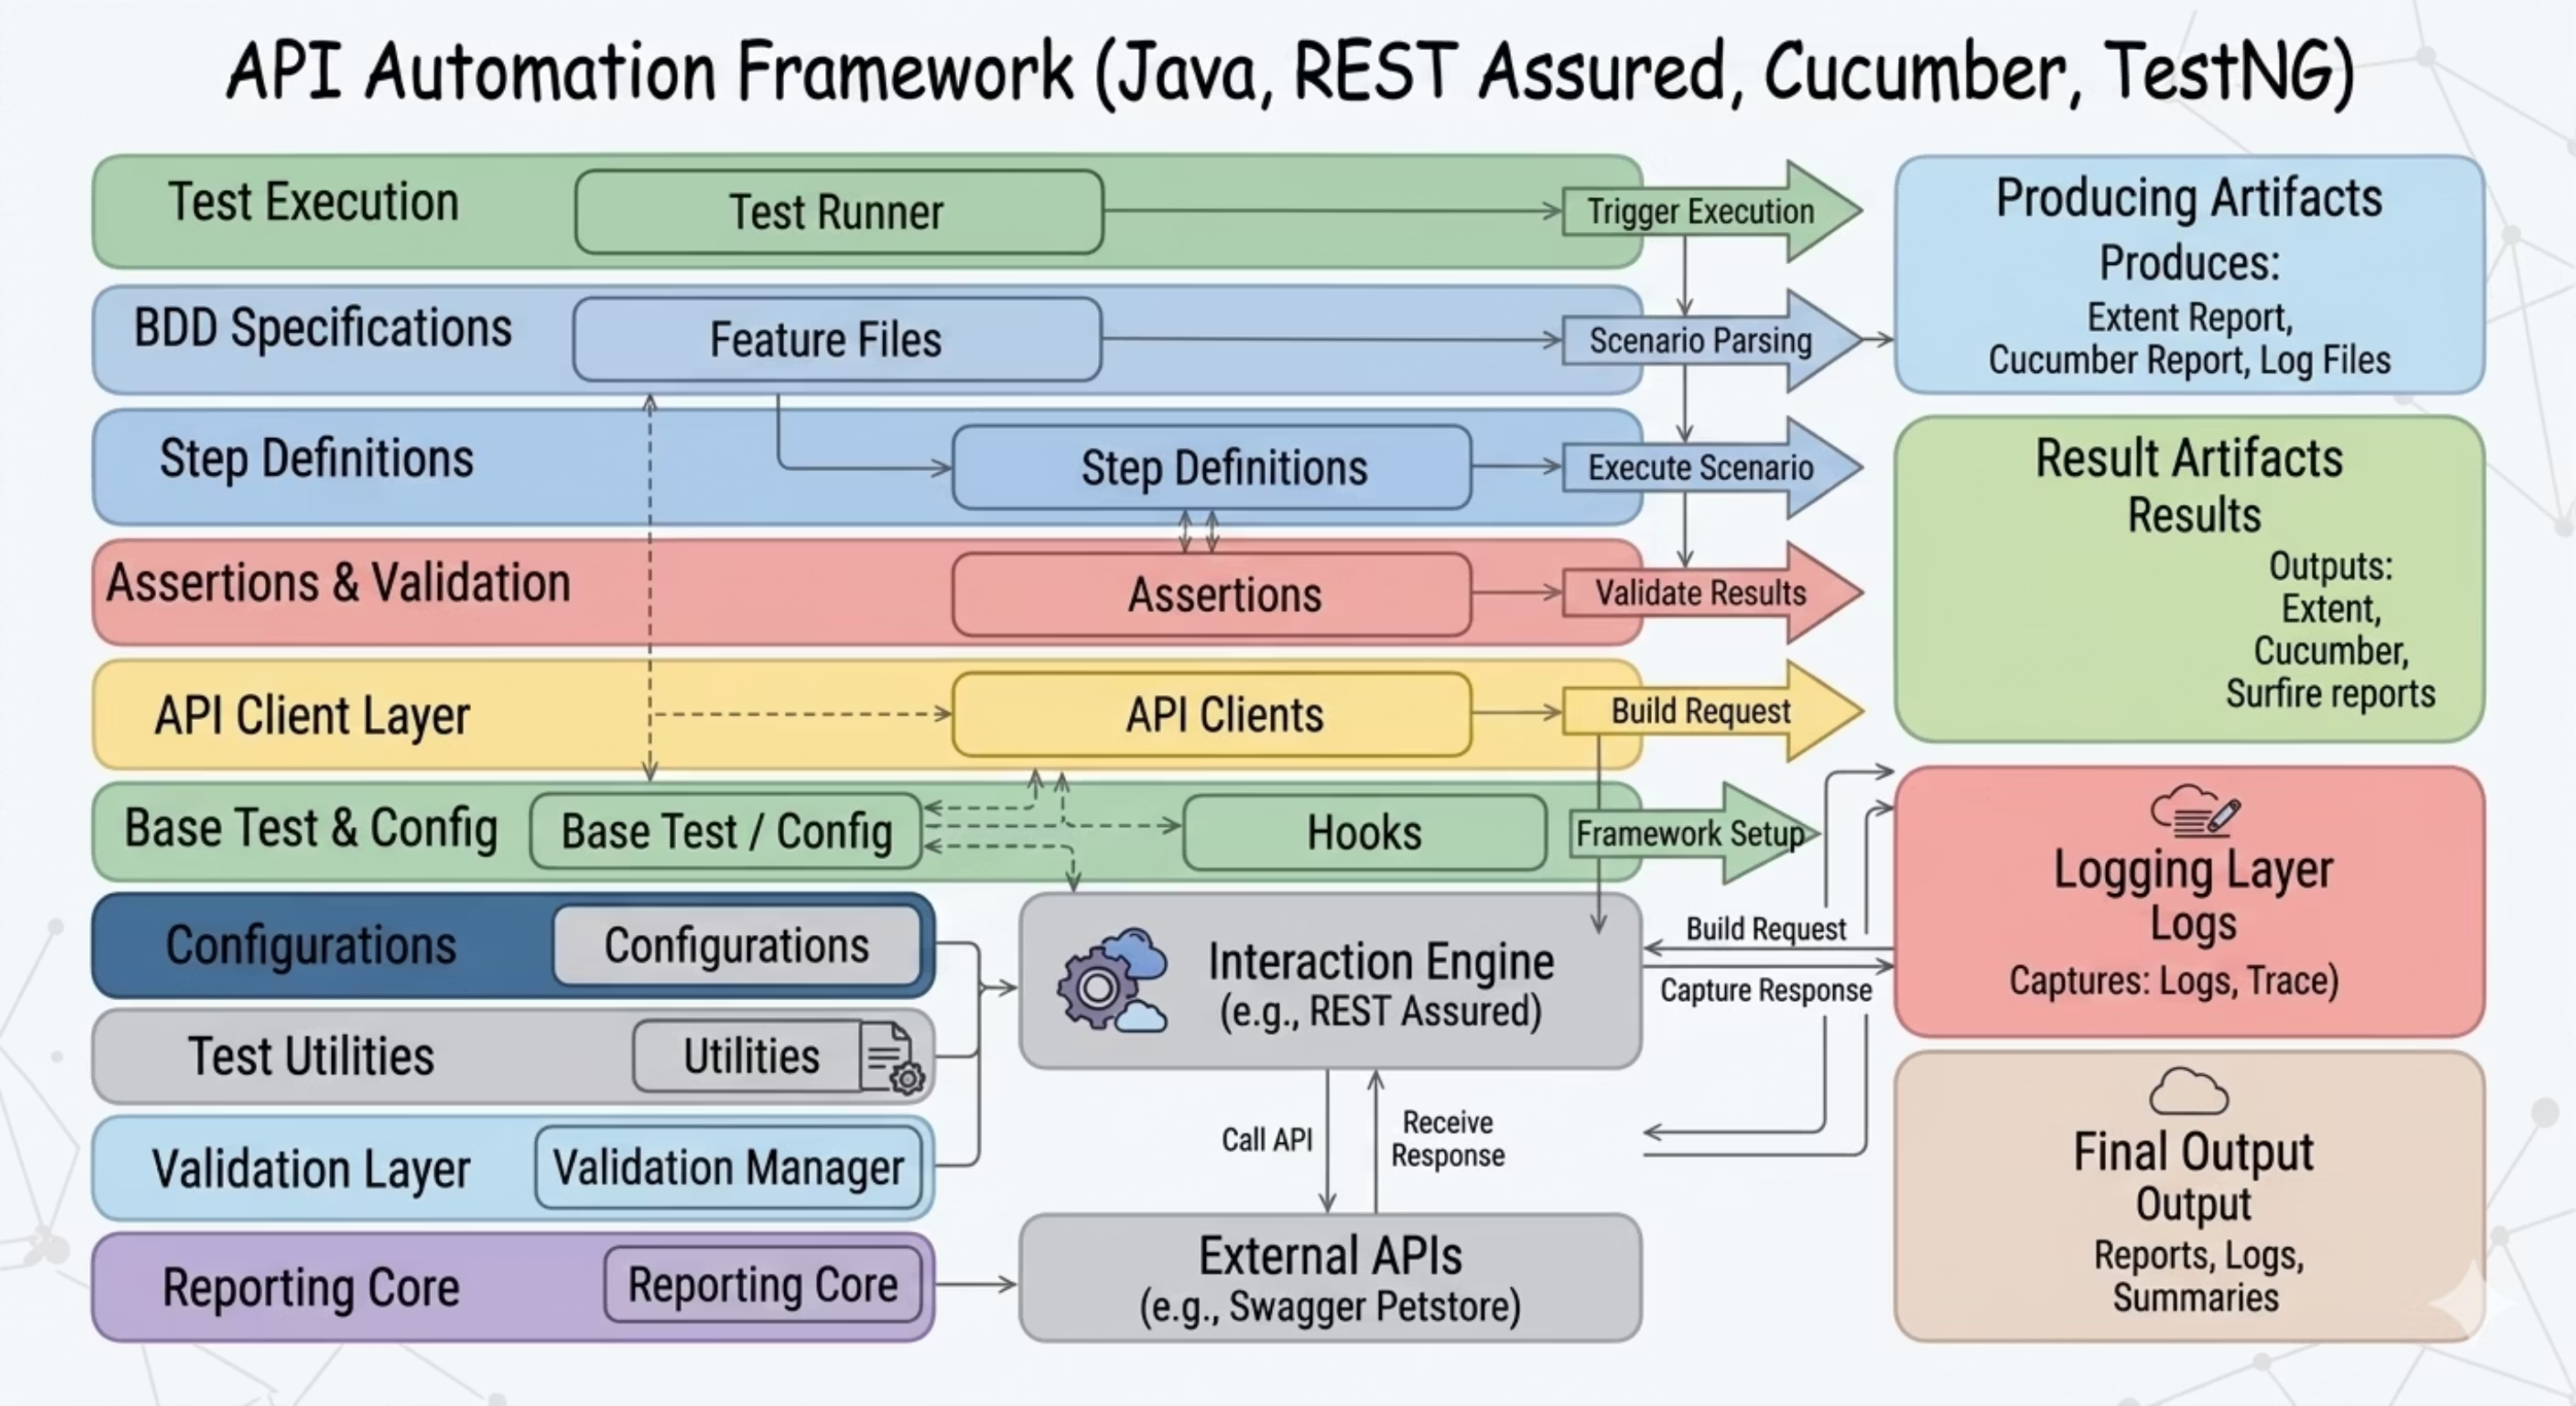 API Automation Framework (Java, REST Assured, Cucumber, TestNG)
Test Execution
Test Runner
Trigger Execution
BDD Specifications
Feature Files
Scenario Parsing
Step Definitions
Step Definitions
Execute Scenario
Assertions & Validation
Assertions
Validate Results
API Client Layer
API Clients
Build Request
Base Test & Config
Base Test / Config
Hooks
Framework Setup
Configurations
Configurations
Test Utilities
Utilities
Validation Layer
Validation Manager
Reporting Core
Reporting Core
Interaction Engine
(e.g., REST Assured)
Build Request
Capture Response
Call API
Receive
Response
External APIs
(e.g., Swagger Petstore)
Producing Artifacts
Produces:
Extent Report,
Cucumber Report, Log Files
Result Artifacts
Results
Outputs:
Extent,
Cucumber,
Surfire reports
Logging Layer
Logs
Captures: Logs, Trace)
Final Output
Output
Reports, Logs,
Summaries